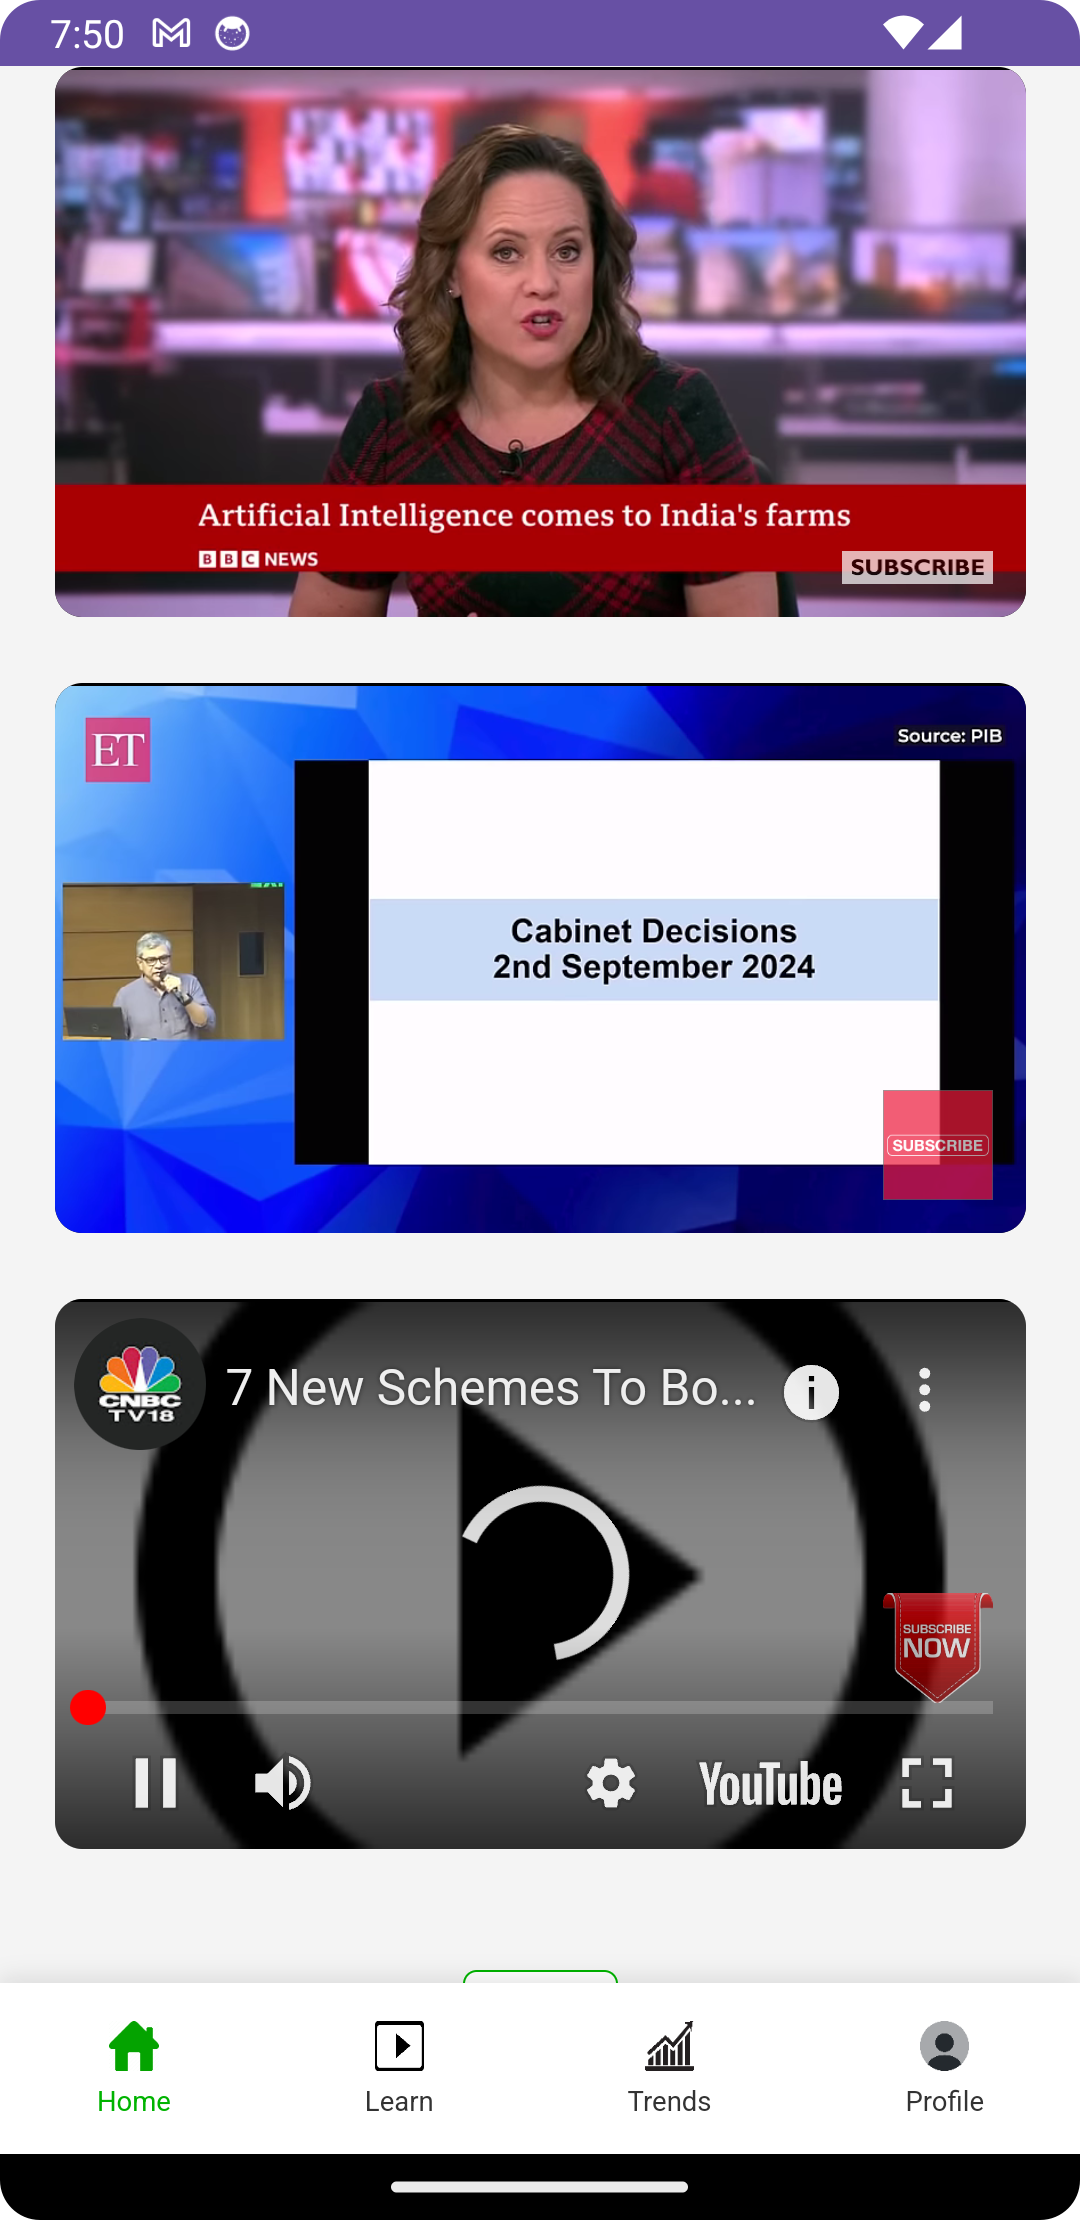 7:50
Artificial Intelligence comes to India's farms
BBC NEWS
SUBSCRIBE
ET
Source: PIB
Cabinet Decisions
2nd September 2024
SUBSCRIBE
CNBC
TV18
7 New Schemes To Bo...
SUBSCRIBE
NOW
YouTube
Home
Learn
Trends
Profile